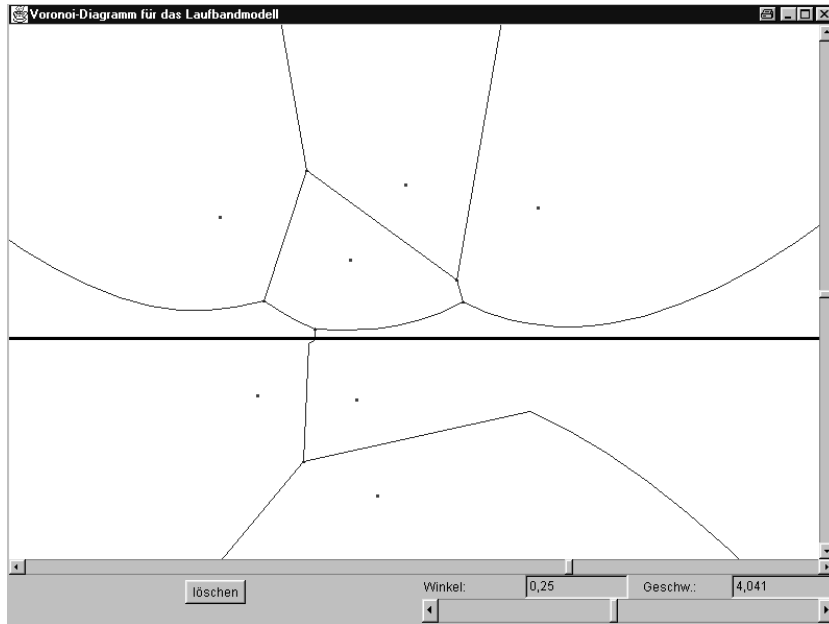 Voronoi-Diagramm für das Laufbandmodell
löschen
Winkel:
0,25
Geschw.:
4,041